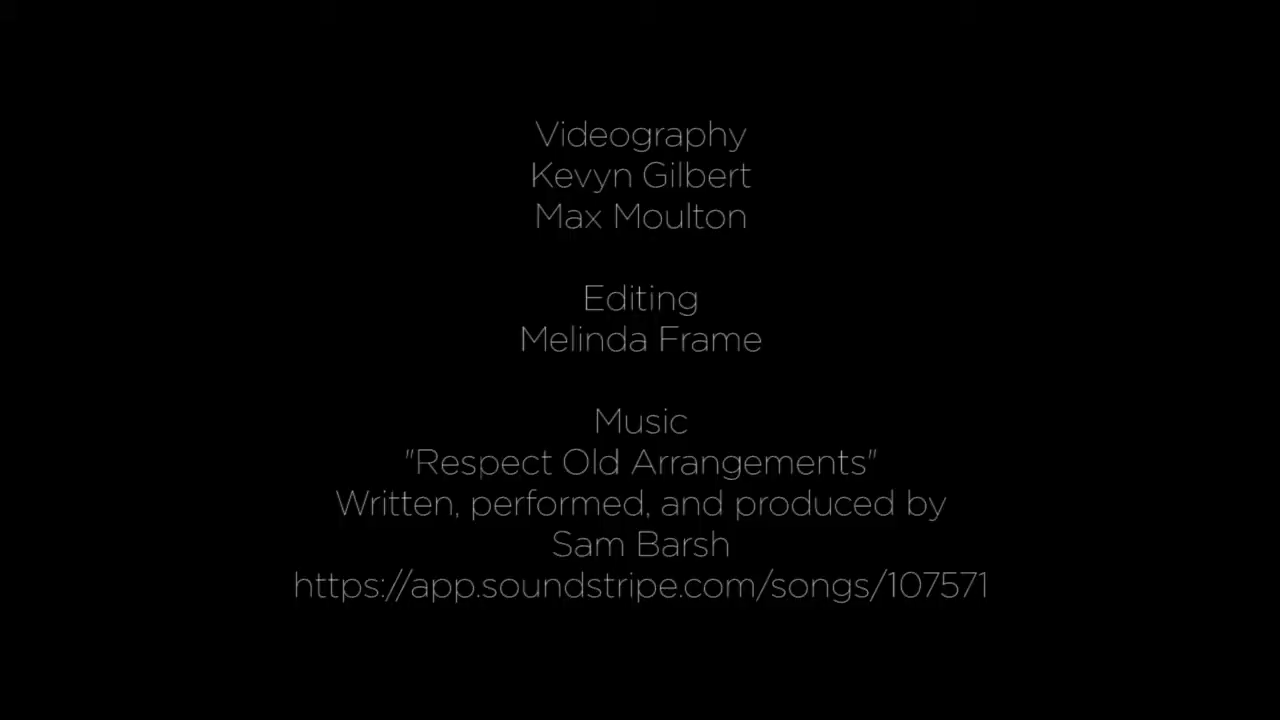 Videography
Kevyn Gilbert
Max Moulton
Editing
Melinda Frame
Music
"Respect Old Arrangements"
Written, performed, and produced by
Sam Barsh
https://app.soundstripe.com/songs/107571